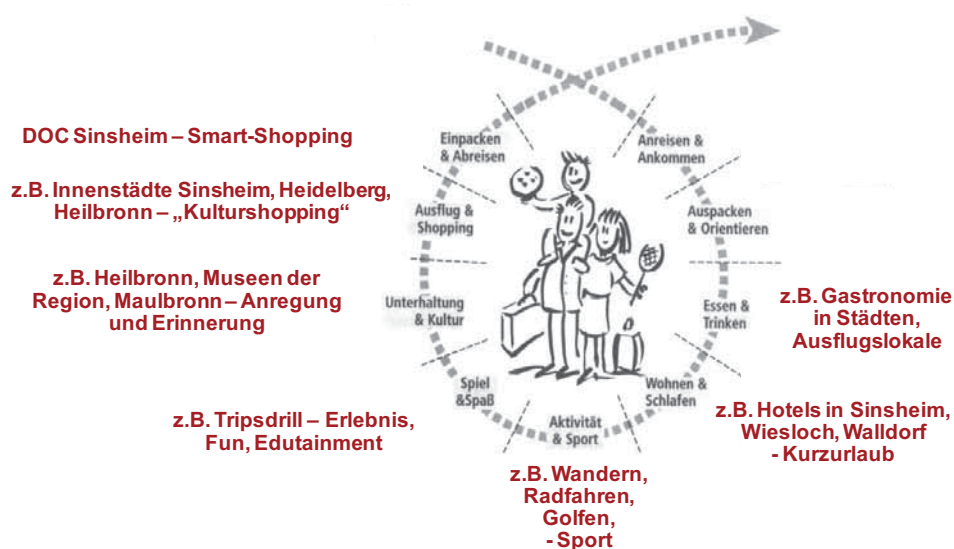 DOC Sinsheim – Smart-Shopping
z.B. Innenstädte Sinsheim, Heidelberg,
Heilbronn – „Kulturshopping“
z.B. Heilbronn, Museen der
Region, Maulbronn – Anregung
und Erinnerung
z.B. Tripsdrill – Erlebnis,
Fun, Edutainment
Einpacken
& Abreisen
Ausflug &
Shopping
Unterhaltung
& Kultur
Spiel
&Spaß
Aktivität
& Sport
Anreisen &
Ankommen
Auspacken
& Orientieren
Essen &
Trinken
Wohnen &
Schlafen
z.B. Gastronomie
in Städten,
Ausflugslokale
z.B. Hotels in Sinsheim,
Wiesloch, Walldorf
- Kurzurlaub
z.B. Wandern,
Radfahren,
Golfen,
- Sport